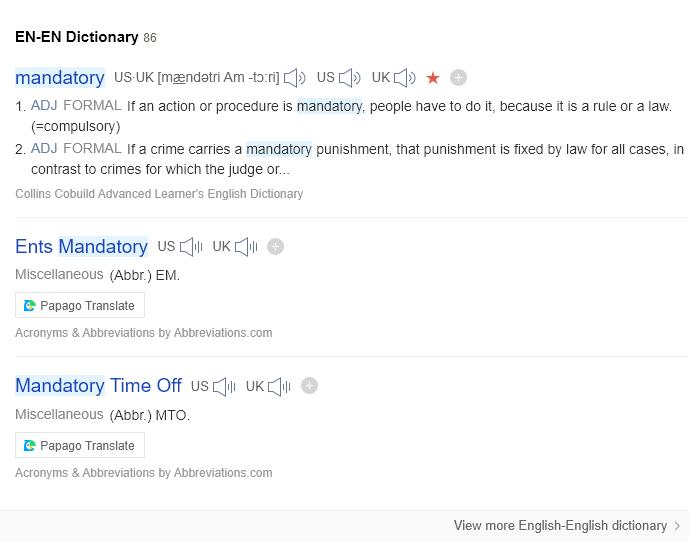 EN-EN Dictionary 86
mandatory US·UK [mændətri Am -tɔːri] US UK
1. ADJ FORMAL If an action or procedure is mandatory, people have to do it, because it is a rule or a law.
(=compulsory)
2. ADJ FORMAL If a crime carries a mandatory punishment, that punishment is fixed by law for all cases, in
contrast to crimes for which the judge or...
Collins Cobuild Advanced Learner's English Dictionary
Ents Mandatory US UK
Miscellaneous (Abbr.) EM.
Papago Translate
Acronyms & Abbreviations by Abbreviations.com
Mandatory Time Off US UK
Miscellaneous (Abbr.) MTO.
Papago Translate
Acronyms & Abbreviations by Abbreviations.com
View more English-English dictionary